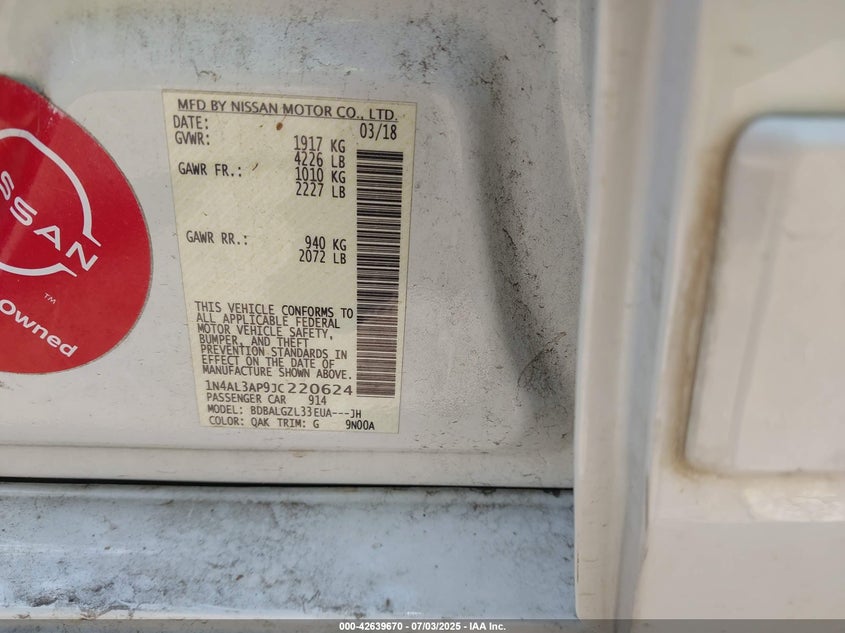 MFD BY NISSAN MOTOR CO., LTD.
DATE: 03/18
GVWR: 1917 KG
4226 LB
GAWR FR.: 1010 KG
2227 LB
GAWR RR.: 940 KG
2072 LB
THIS VEHICLE CONFORMS TO
ALL APPLICABLE FEDERAL
MOTOR VEHICLE SAFETY,
BUMPER, AND THEFT
PREVENTION STANDARDS IN
EFFECT ON THE DATE OF
MANUFACTURE SHOWN ABOVE.
1N4AL3AP9JC220624
PASSENGER CAR 914
MODEL: BDBALGZL33EUA---JH
COLOR: QAK TRIM: G 9N00A
SSAN
TM
Owned
000-42639670 - 07/03/2025 - IAA Inc.